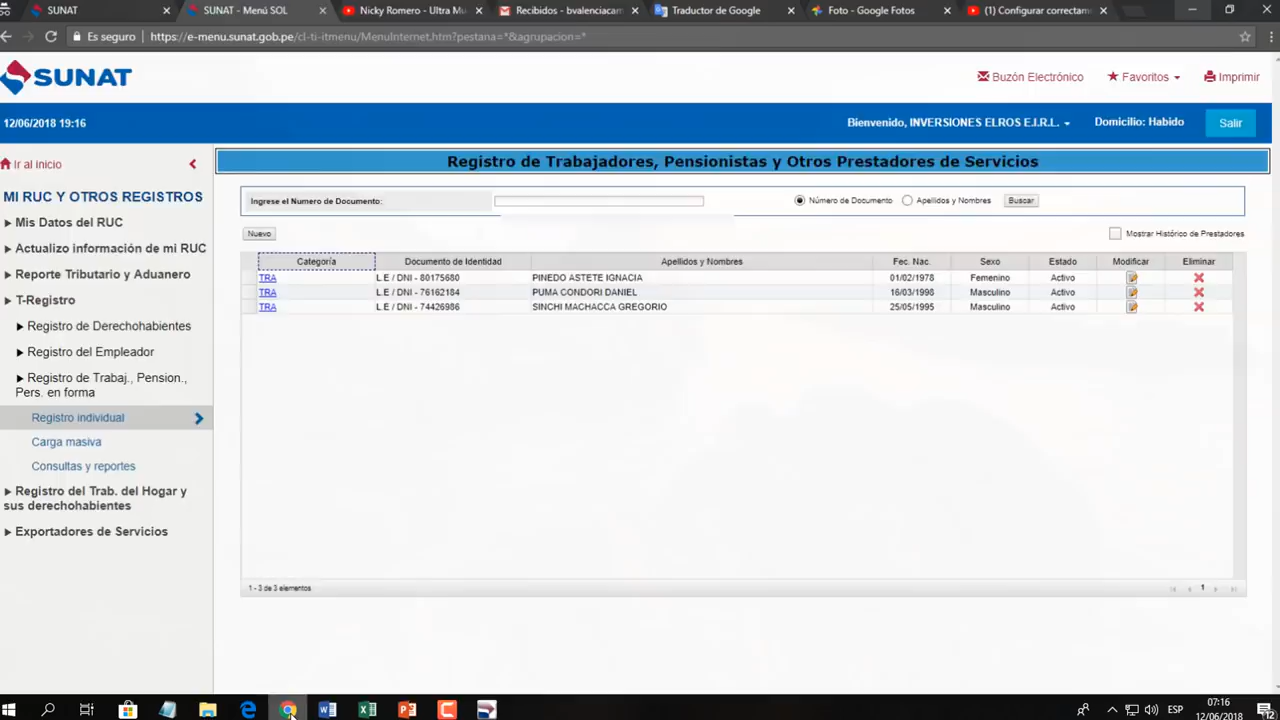 SUNAT
SUNAT - Menú SOL
Nicky Romero - Ultra Mu
Recibidos - bvalenciacam
Traductor de Google
Foto - Google Fotos
(1) Configurar correctam
Es seguro
https://e-menu.sunat.gob.pe/cl-ti-itmenu/MenuInternet.htm?pestana=*&agrupacion=*
SUNAT
Buzón Electrónico
Favoritos
Imprimir
12/06/2018 19:16
Bienvenido, INVERSIONES ELROS E.I.R.L.
Domicilio: Habido
Salir
Ir al inicio
MI RUC Y OTROS REGISTROS
Mis Datos del RUC
Actualizo información de mi RUC
Reporte Tributario y Aduanero
T-Registro
Registro de Derechohabientes
Registro del Empleador
Registro de Trabaj., Pension.,
Pers. en forma
Registro individual
Carga masiva
Consultas y reportes
Registro del Trab. del Hogar y
sus derechohabientes
Exportadores de Servicios
Registro de Trabajadores, Pensionistas y Otros Prestadores de Servicios
Ingrese el Numero de Documento:
Número de Documento
Apellidos y Nombres
Buscar
Nuevo
Mostrar Histórico de Prestadores
Categoría Documento de Identidad Apellidos y Nombres Fec. Nac. Sexo Estado Modificar Eliminar
TRA L.E / DNI - 80175680 PINEDO ASTETE IGNACIA 01/02/1978 Femenino Activo
TRA L.E / DNI - 76162184 PUMA CONDORI DANIEL 16/03/1998 Masculino Activo
TRA L.E / DNI - 74426986 SINCHI MACHACCA GREGORIO 25/05/1995 Masculino Activo
1 - 3 de 3 elementos
1
ESP
07:16
12/06/2018